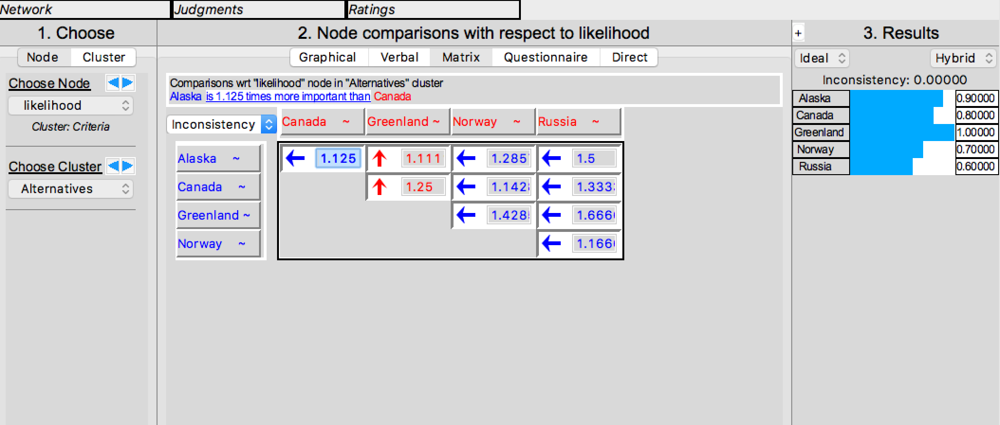 Network Judgments Ratings
1. Choose
2. Node comparisons with respect to likelihood
+ 3. Results
Node Cluster
Graphical Verbal Matrix Questionnaire Direct
Ideal Hybrid
Choose Node
likelihood
Cluster: Criteria
Choose Cluster
Alternatives
Comparisons wrt "likelihood" node in "Alternatives" cluster
Alaska is 1.125 times more important than Canada
Inconsistency Canada ~ Greenland ~ Norway ~ Russia ~
Alaska ~ 1.125 1.111 1.285 1.5
Canada ~ 1.25 1.142 1.333
Greenland ~ 1.428 1.666
Norway ~ 1.166
Inconsistency: 0.00000
Alaska 0.90000
Canada 0.80000
Greenland 1.00000
Norway 0.70000
Russia 0.60000